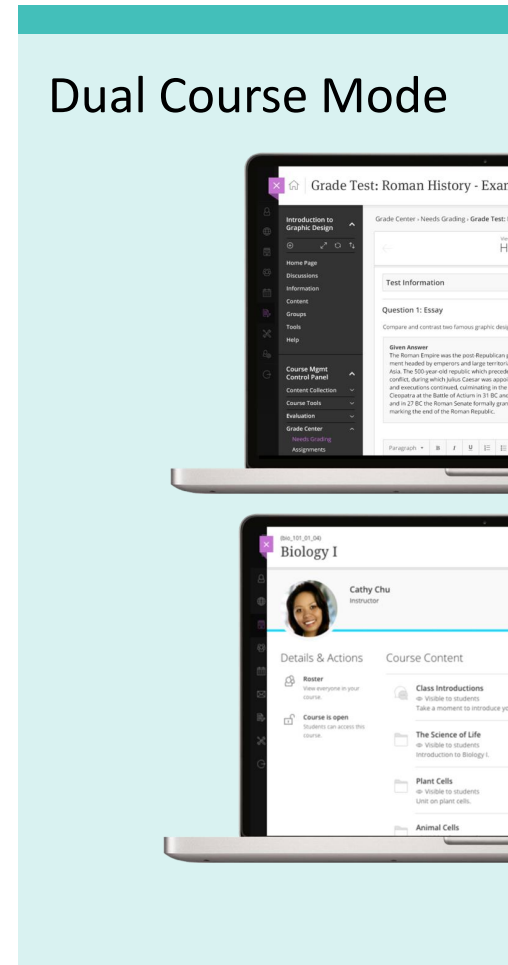 Dual Course Mode
Grade Test: Roman History - Exam
Introduction to
Graphic Design
Home Page
Discussions
Information
Content
Groups
Tools
Help
Course Mgmt
Control Panel
Content Collection
Course Tools
Evaluation
Grade Center
Needs Grading
Assignments
Grade Center › Needs Grading › Grade Test:
Test Information
Question 1: Essay
Compare and contrast two famous graphic
Given Answer
The Roman Empire was the post-Republican
ment headed by emperors and large
Asia. The 500-year-old republic which
conflict, during which Julius Caesar was
and executions continued, culminating in the
Cleopatra at the Battle of Actium in 31 BC and
and in 27 BC the Roman Senate formally
marking the end of the Roman Republic.
Paragraph B I U
(bio_101_01_04)
Biology I
Cathy Chu
Instructor
Details & Actions
Roster
View everyone in your
course.
Course is open
Students can access this
course.
Course Content
Class Introductions
Visible to students
Take a moment to introduce
The Science of Life
Visible to students
Introduction to Biology I.
Plant Cells
Visible to students
Unit on plant cells.
Animal Cells